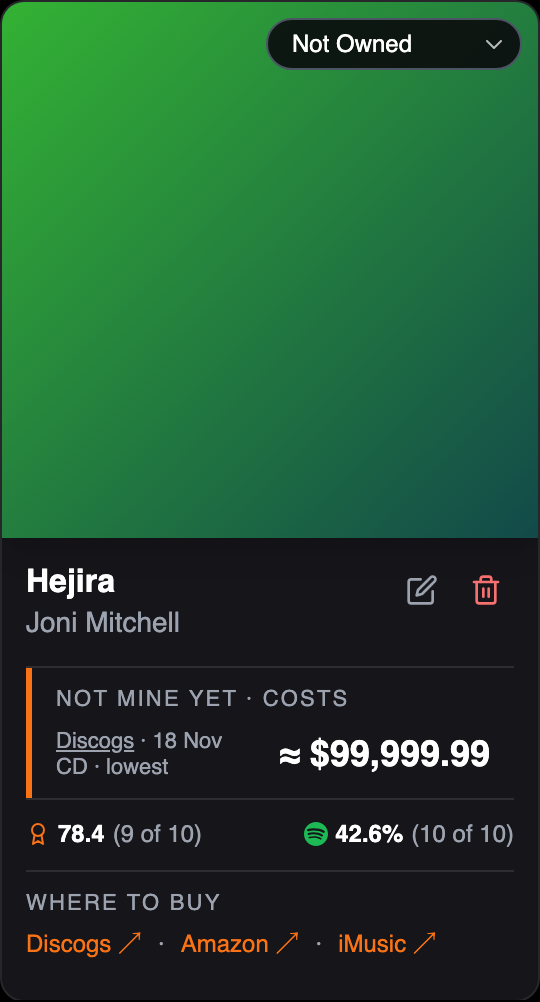 Not Owned
Hejira
Joni Mitchell
NOT MINE YET · COSTS
Discogs · 18 Nov
CD · lowest
≈ $99,999.99
78.4 (9 of 10)
42.6% (10 of 10)
WHERE TO BUY
Discogs ↗ · Amazon ↗ · iMusic ↗